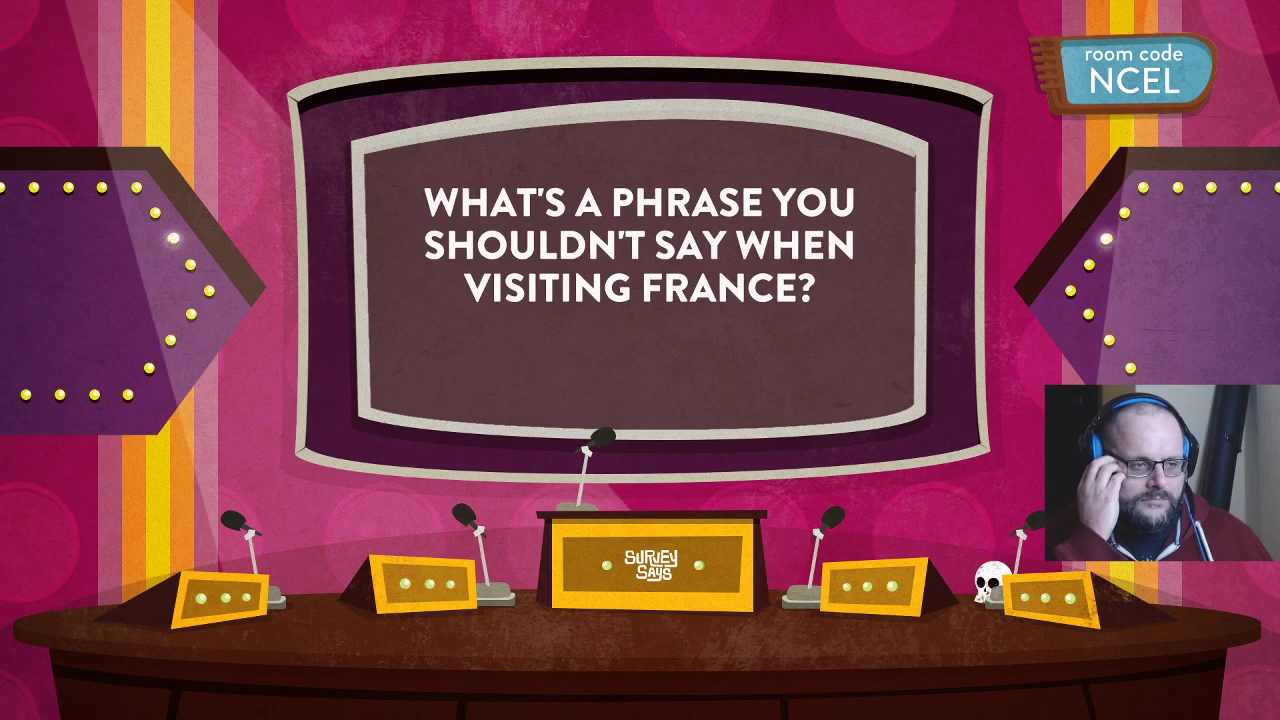 room code
NCEL
WHAT'S A PHRASE YOU
SHOULDN'T SAY WHEN
VISITING FRANCE?
SURVEY
SAYS